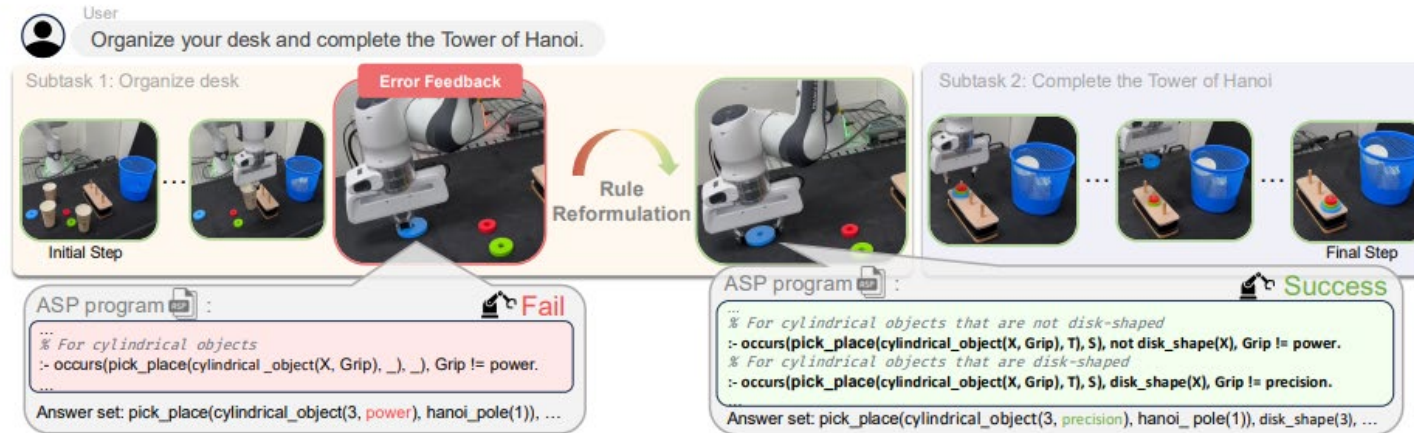 User
Organize your desk and complete the Tower of Hanoi.
Subtask 1: Organize desk
Error Feedback
Subtask 2: Complete the Tower of Hanoi
...
Rule
Reformulation
...
...
Initial Step
Final Step
ASP program ASP :
Fail
...
% For cylindrical objects
:- occurs(pick_place(cylindrical _object(X, Grip), _), _), Grip != power.
...
Answer set: pick_place(cylindrical_object(3, power), hanoi_pole(1)), ...
ASP program ASP :
Success
...
% For cylindrical objects that are not disk-shaped
:- occurs(pick_place(cylindrical_object(X, Grip), T), S), not disk_shape(X), Grip != power.
% For cylindrical objects that are disk-shaped
:- occurs(pick_place(cylindrical_object(X, Grip), T), S), disk_shape(X), Grip != precision.
...
Answer set: pick_place(cylindrical_object(3, precision), hanoi_ pole(1)), disk_shape(3), ...